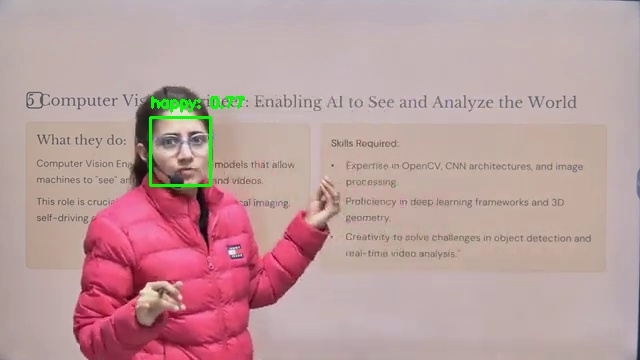 5 Computer Vis : Enabling AI to See and Analyze the World
happy: 0.77
What they do:
Computer Vision Eng models that allow
machines to "see" an and videos.
This role is crucia cal imaging,
self-driving
Skills Required:
• Expertise in OpenCV, CNN architectures, and image
processing.
• Proficiency in deep learning frameworks and 3D
geometry.
• Creativity to solve challenges in object detection and
real-time video analysis."
TOMMY